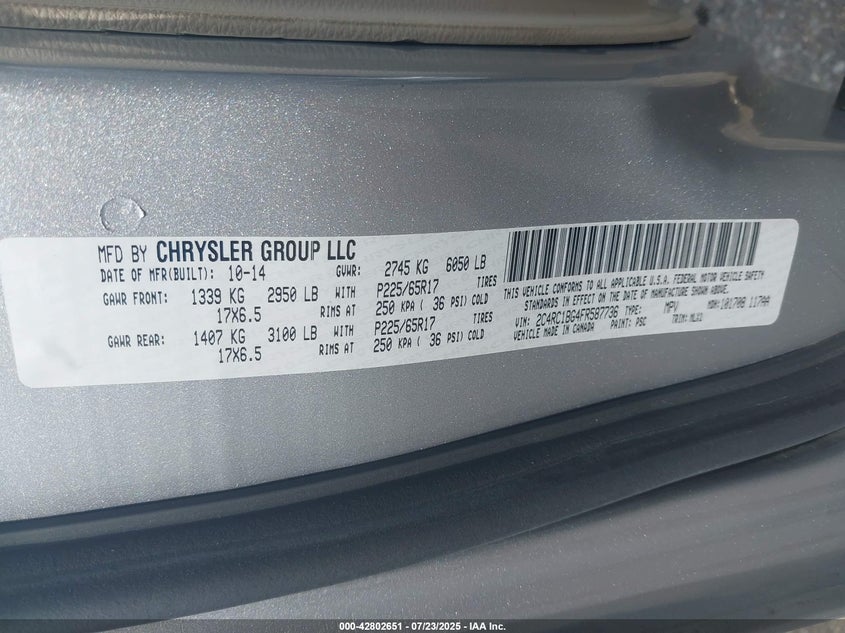 MFD BY CHRYSLER GROUP LLC
DATE OF MFR(BUILT): 10-14 GVWR: 2745 KG 6050 LB
GAWR FRONT: 1339 KG 2950 LB WITH P225/65R17 TIRES
17X6.5 RIMS AT 250 KPA ( 36 PSI) COLD
GAWR REAR: 1407 KG 3100 LB WITH P225/65R17 TIRES
17X6.5 RIMS AT 250 KPA ( 36 PSI) COLD
THIS VEHICLE CONFORMS TO ALL APPLICABLE U.S.A. FEDERAL MOTOR VEHICLE SAFETY
STANDARDS IN EFFECT ON THE DATE OF MANUFACTURE SHOWN ABOVE.
VIN: 2C4RC1BG4FR587736 TYPE: MPV MDH: 101708 1179A
VEHICLE MADE IN CANADA PAINT: PSC TRIM:
000-42802651 | 07/23/2025 - IAA Inc.